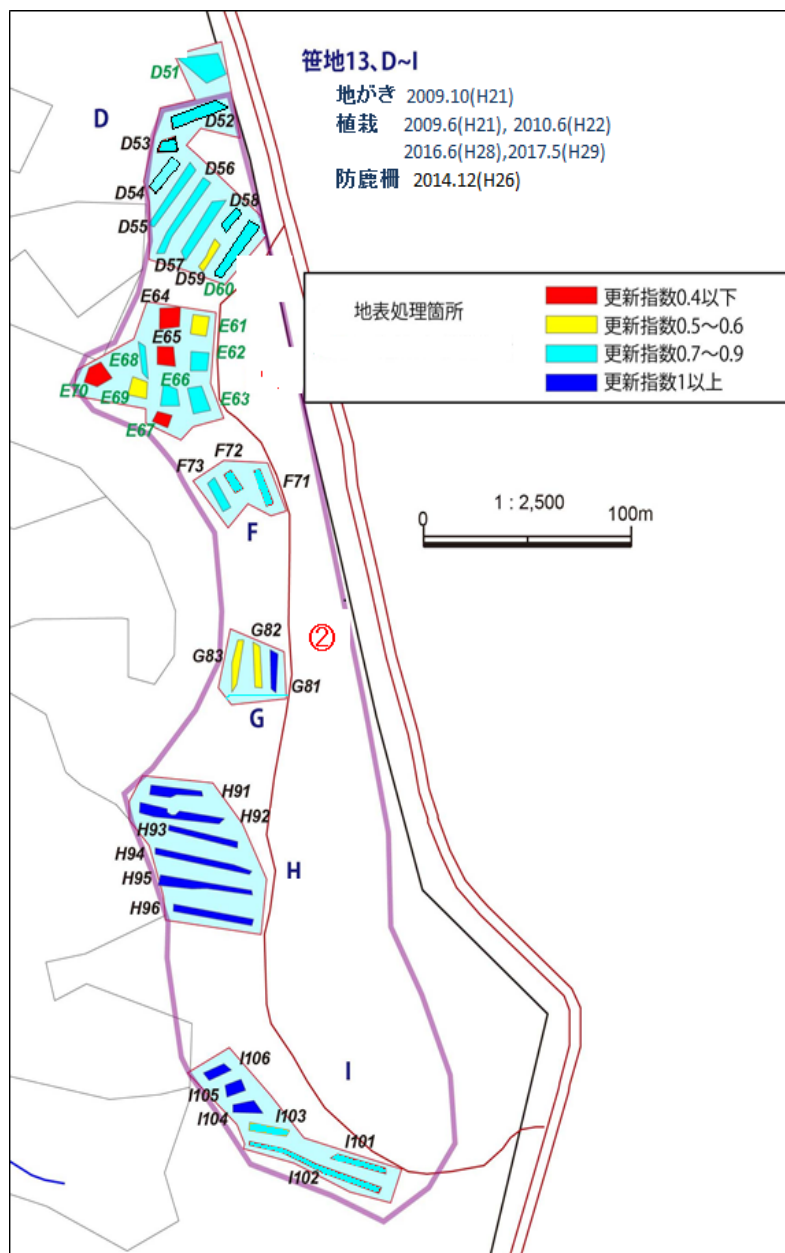 笹地13、D~I
地がき 2009.10(H21)
植栽 2009.6(H21), 2010.6(H22)
2016.6(H28),2017.5(H29)
防鹿柵 2014.12(H26)
D51
D
D52
D53
D56
D54
D58
D55
D57
D59
D60
E64
地表処理箇所
更新指数0.4以下
更新指数0.5～0.6
更新指数0.7～0.9
更新指数1以上
E61
E65
E62
E68
E66
E70
E69
E63
E67
F72
F73
F71
F
1 : 2,500
0
100m
G82
②
G83
G81
G
H91
H92
H93
H94
H
H95
H96
I106
I
I105
I104
I103
I101
I102